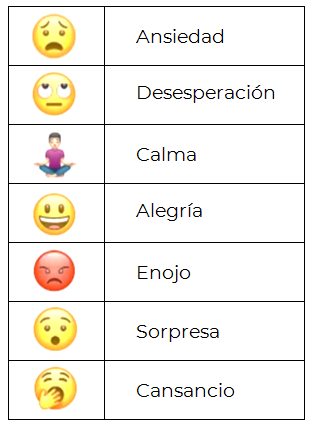 Ansiedad
Desesperación
Calma
Alegría
Enojo
Sorpresa
Cansancio